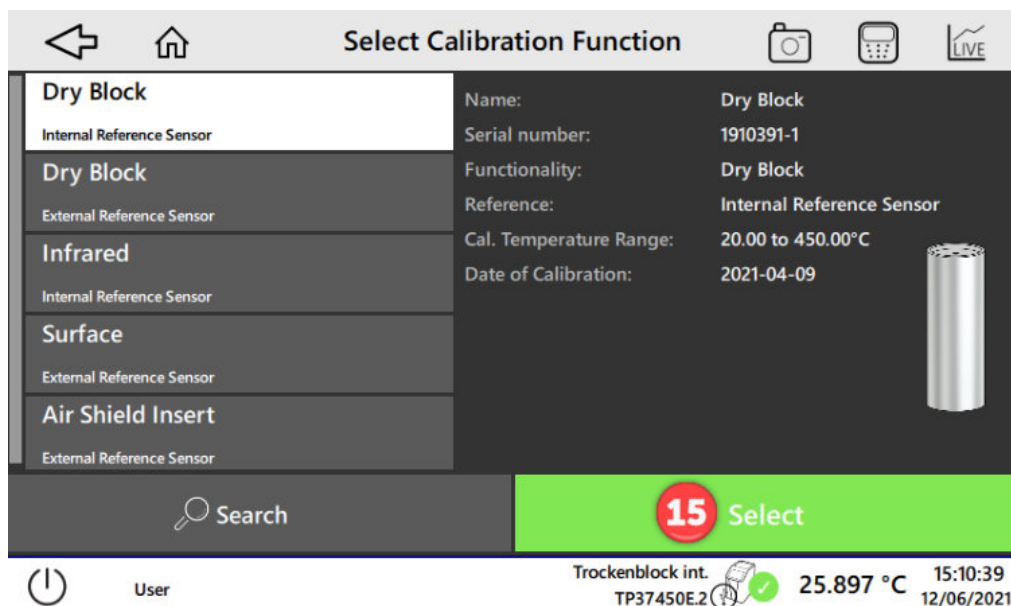 Select Calibration Function
LIVE
Dry Block
Internal Reference Sensor
Dry Block
External Reference Sensor
Infrared
Internal Reference Sensor
Surface
External Reference Sensor
Air Shield Insert
External Reference Sensor
Name: Dry Block
Serial number: 1910391-1
Functionality: Dry Block
Reference: Internal Reference Sensor
Cal. Temperature Range: 20.00 to 450.00°C
Date of Calibration: 2021-04-09
Search
15 Select
User
Trockenblock int.
TP37450E.2
25.897 °C
15:10:39
12/06/2021